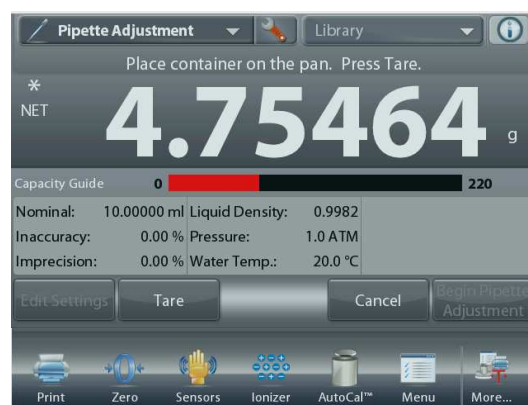 Pipette Adjustment Library
Place container on the pan. Press Tare.
*
NET
4.75464 g
Capacity Guide 0 220
Nominal: 10.00000 ml Liquid Density: 0.9982
Inaccuracy: 0.00 % Pressure: 1.0 ATM
Imprecision: 0.00 % Water Temp.: 20.0 °C
Edit Settings Tare Cancel Begin Pipette
Adjustment
Print Zero Sensors Ionizer AutoCal™ Menu More...